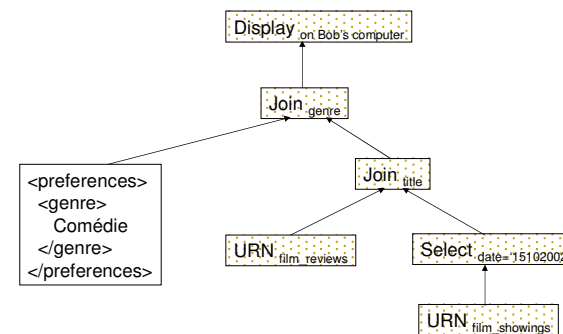 Display on Bob's computer
Join genre
Join title
<preferences>
<genre>
Comédie
</genre>
</preferences>
URN film_reviews
Select date='15102002
URN film_showings